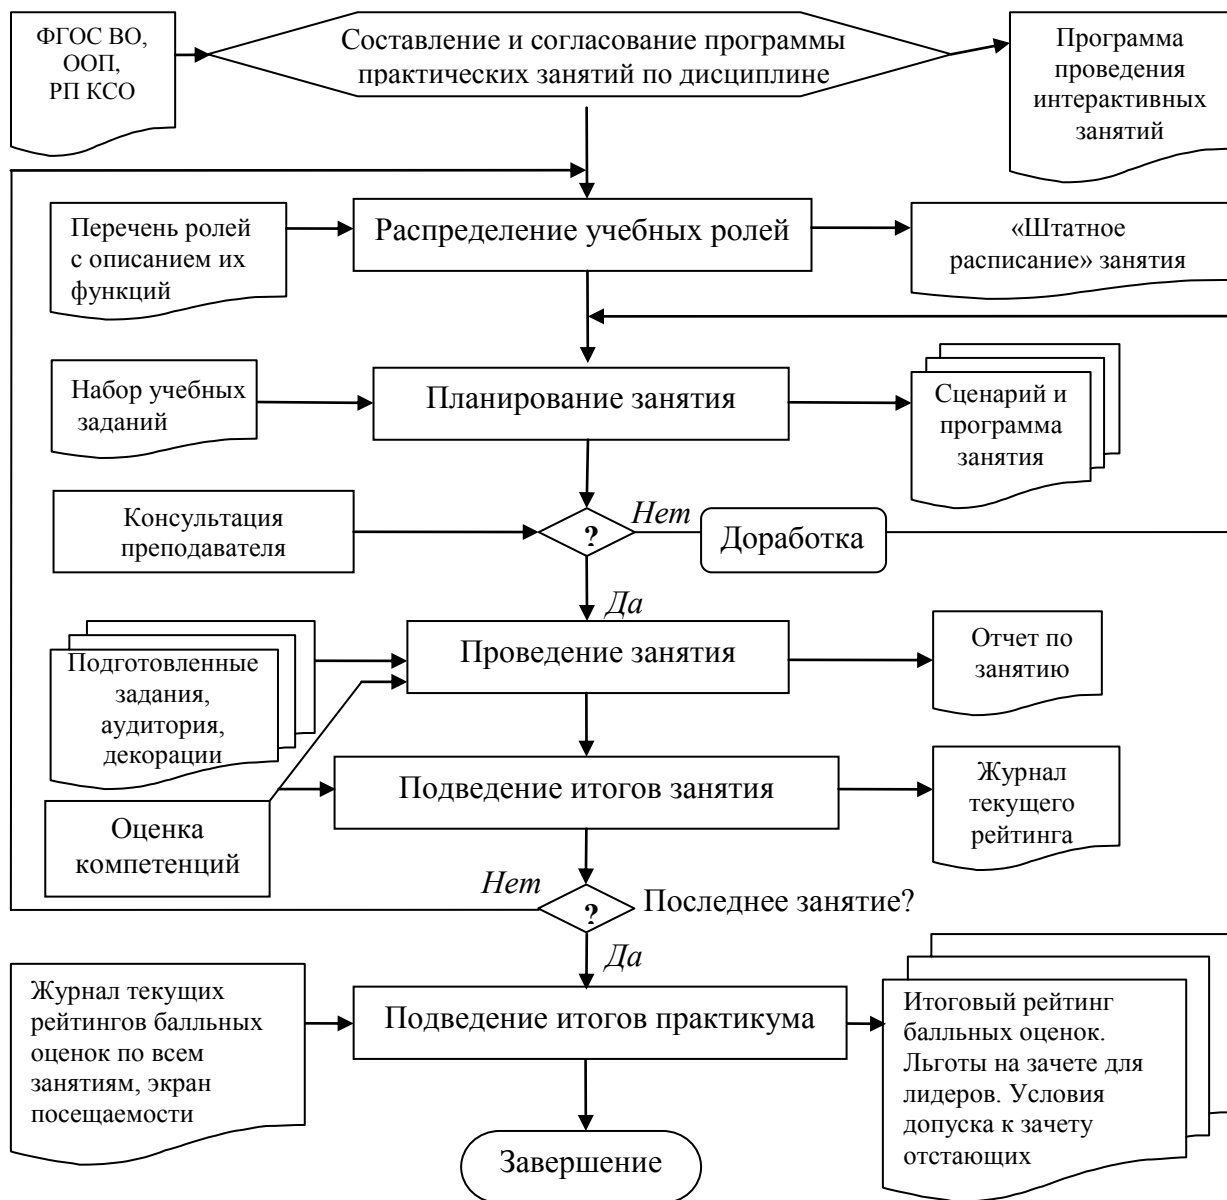 ФГОС ВО,
ООП,
РП КСО
Составление и согласование программы
практических занятий по дисциплине
Программа
проведения
интерактивных
занятий
Перечень ролей
с описанием их
функций
Распределение учебных ролей
«Штатное
расписание» занятия
Набор учебных
заданий
Планирование занятия
Сценарий и
программа
занятия
Консультация
преподавателя
?
Нет
Доработка
Да
Подготовленные
задания,
аудитория,
декорации
Проведение занятия
Отчет по
занятию
Оценка
компетенций
Подведение итогов занятия
Журнал
текущего
рейтинга
Нет
?
Последнее занятие?
Да
Журнал текущих
рейтингов балльных
оценок по всем
занятиям, экран
посещаемости
Подведение итогов практикума
Итоговый рейтинг
балльных оценок.
Льготы на зачете для
лидеров. Условия
допуска к зачету
отстающих
Завершение